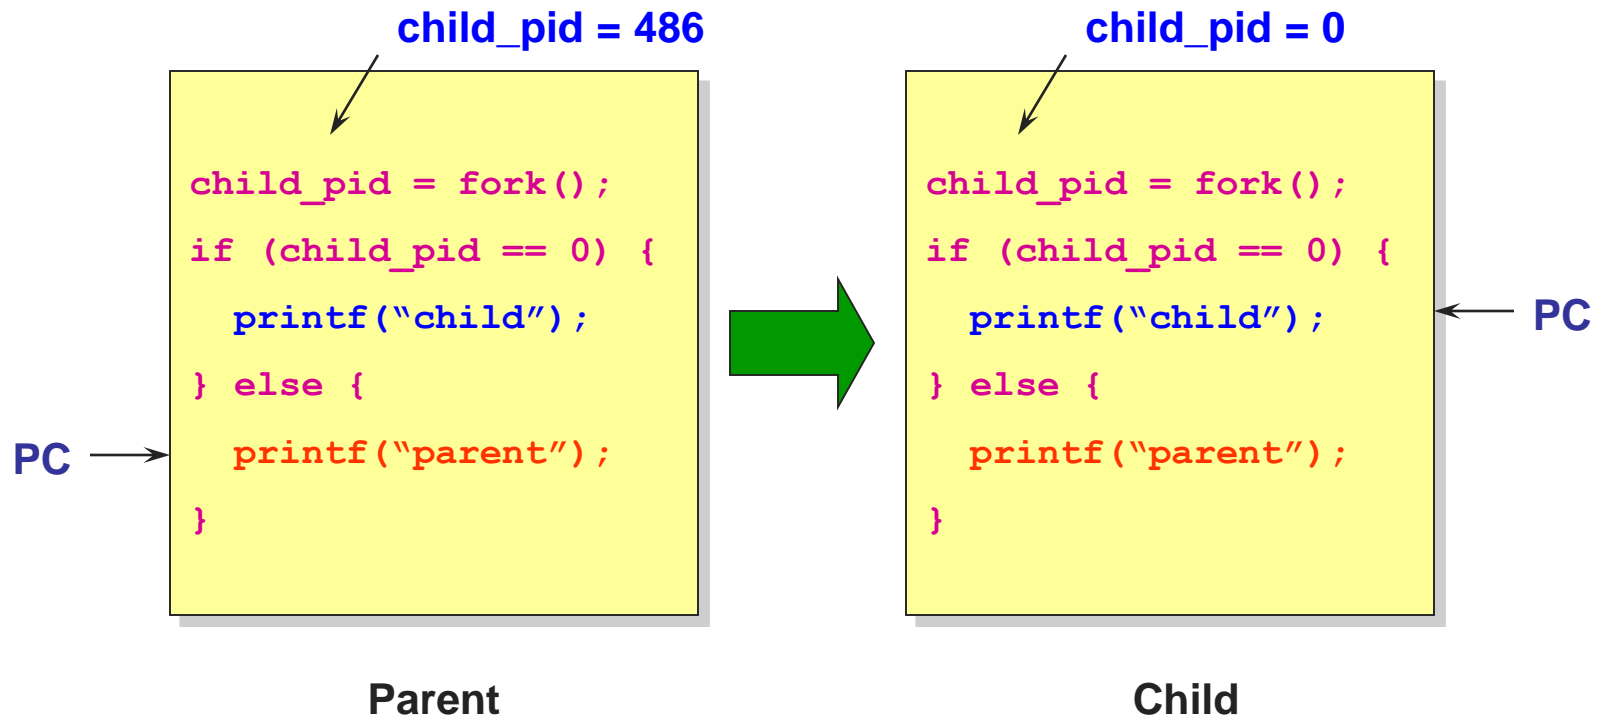 child_pid = 486
child_pid = fork();
if (child_pid == 0) {
printf(“child”);
} else {
PC
printf(“parent”);
}
Parent
child_pid = 0
child_pid = fork();
if (child_pid == 0) {
printf(“child”);
PC
} else {
printf(“parent”);
}
Child